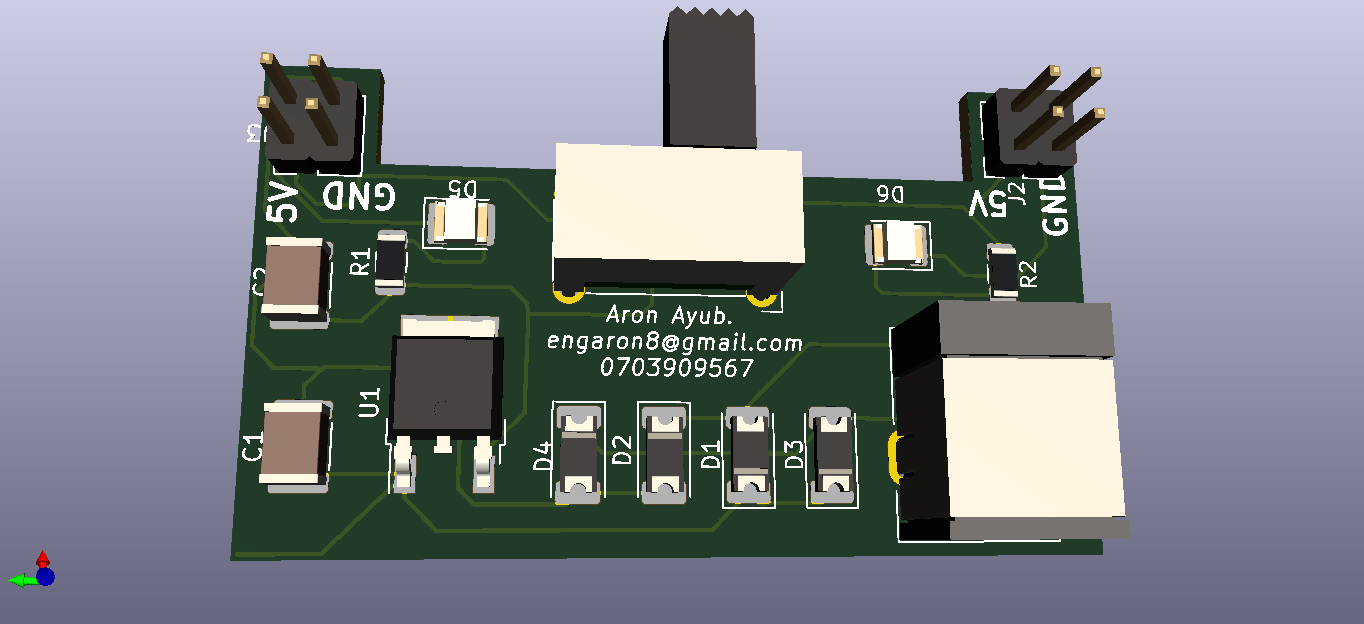 J3
5V
GND
D5
D6
5V
J2
GND
C2
R1
R2
Aron Ayub.
engaron8@gmail.com
0703909567
U1
C1
D4
D2
D1
D3